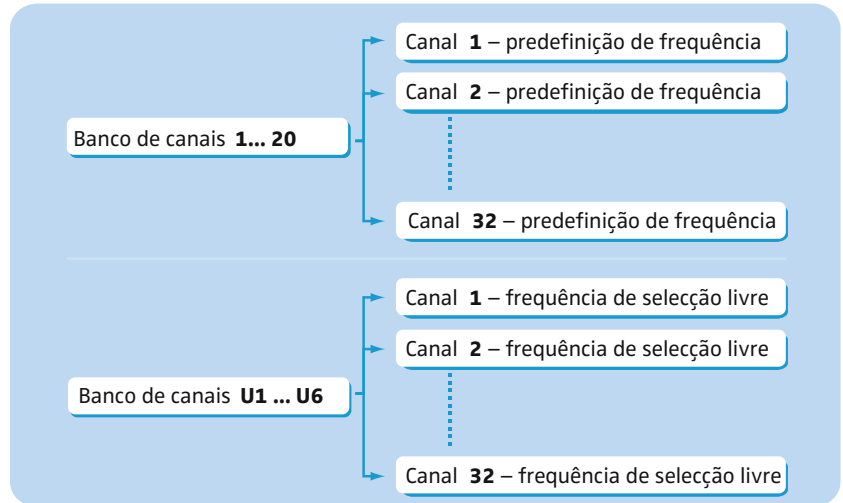 Canal 1 – predefinição de frequência
Canal 2 – predefinição de frequência
Banco de canais 1... 20
Canal 32 – predefinição de frequência
Canal 1 – frequência de selecção livre
Canal 2 – frequência de selecção livre
Banco de canais U1 ... U6
Canal 32 – frequência de selecção livre